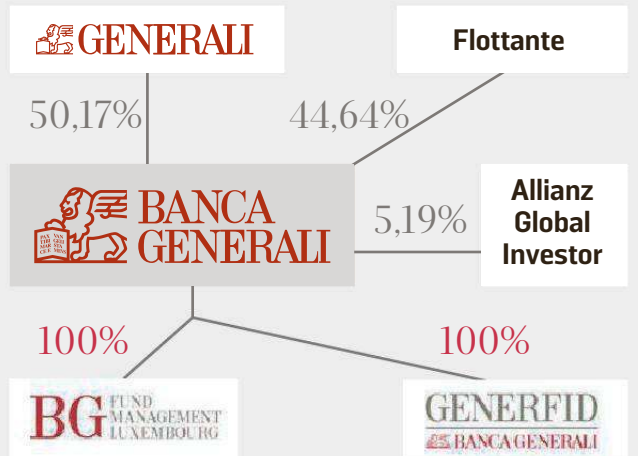 GENERALI
Flottante
50,17%
44,64%
BANCA
GENERALI
5,19%
Allianz
Global
Investor
100%
100%
BG FUND
MANAGEMENT
LUXEMBOURG
GENERFID
BANCA GENERALI